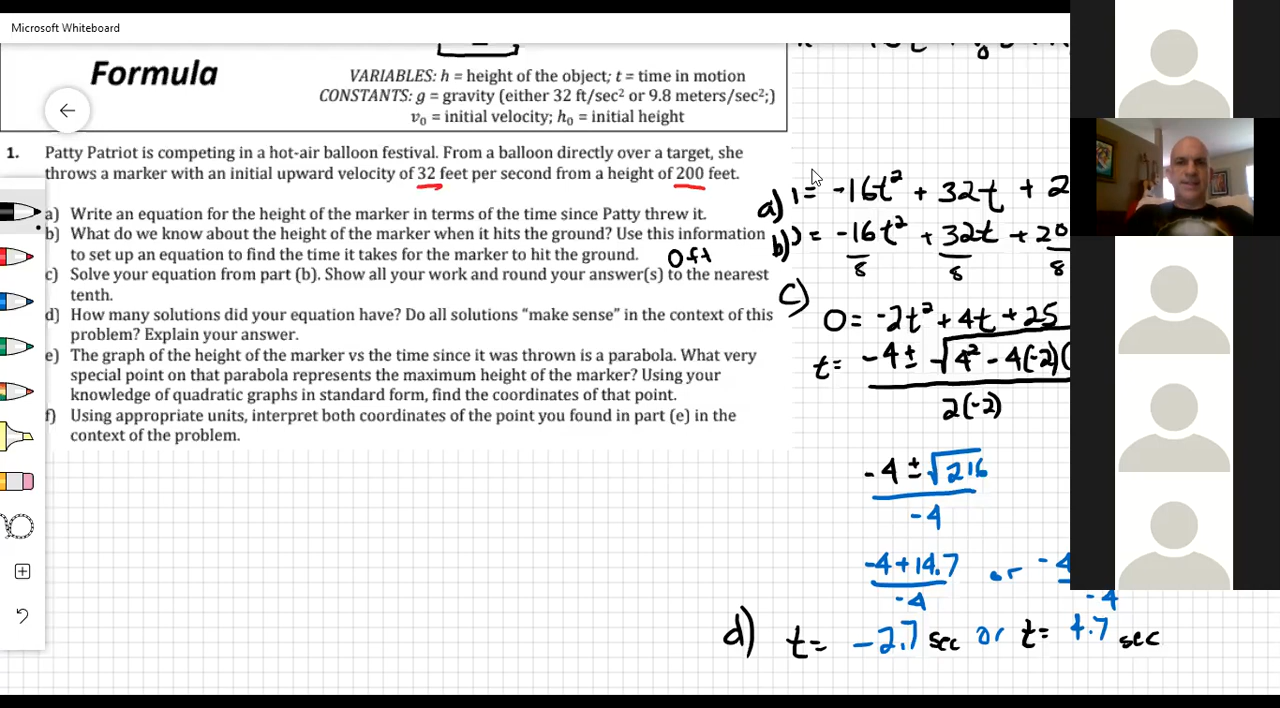 Microsoft Whiteboard
Formula
VARIABLES: h = height of the object; t = time in motion
CONSTANTS: g = gravity (either 32 ft/sec² or 9.8 meters/sec²;)
v₀ = initial velocity; h₀ = initial height
1. Patty Patriot is competing in a hot-air balloon festival. From a balloon directly over a target, she
throws a marker with an initial upward velocity of 32 feet per second from a height of 200 feet.
a) Write an equation for the height of the marker in terms of the time since Patty threw it.
b) What do we know about the height of the marker when it hits the ground? Use this information
to set up an equation to find the time it takes for the marker to hit the ground.
0 ft
c) Solve your equation from part (b). Show all your work and round your answer(s) to the nearest
tenth.
d) How many solutions did your equation have? Do all solutions “make sense” in the context of this
problem? Explain your answer.
e) The graph of the height of the marker vs the time since it was thrown is a parabola. What very
special point on that parabola represents the maximum height of the marker? Using your
knowledge of quadratic graphs in standard form, find the coordinates of that point.
f) Using appropriate units, interpret both coordinates of the point you found in part (e) in the
context of the problem.
a) = -16t² + 32t + 2
b) = -16t² + 32t + 20
8 8 8
c)
0 = -2t² + 4t + 25
t = -4 ± √4² - 4(-2)(
2(-2)
-4 ± √216
-4
-4 + 14.7 or -4
-4 -4
d) t = -2.7 sec or t = 4.7 sec